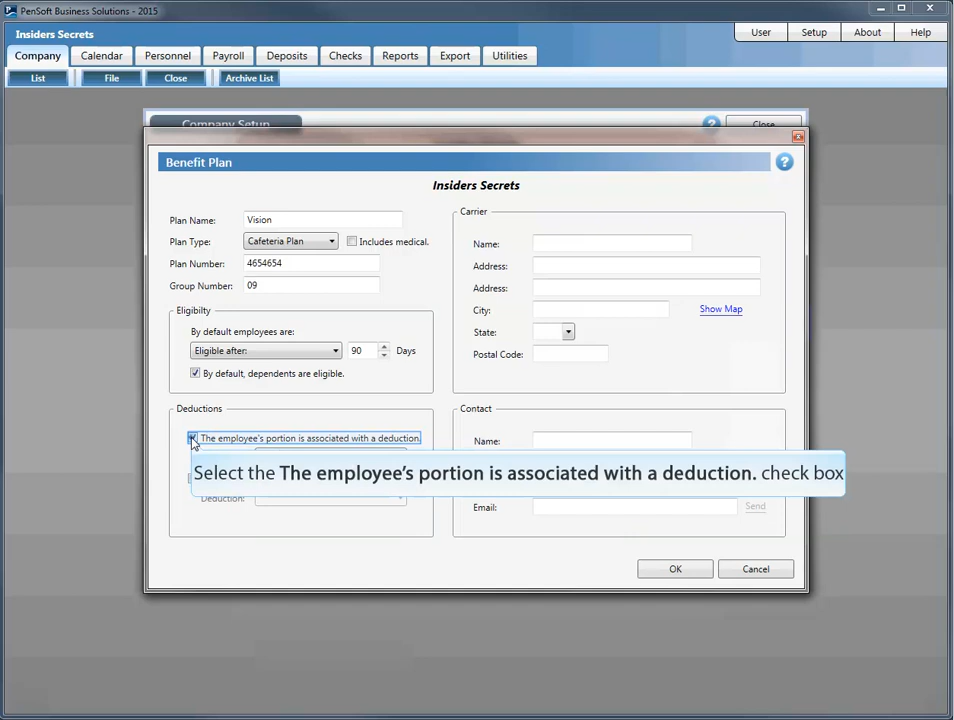 PenSoft Business Solutions - 2015
Insiders Secrets
User Setup About Help
Company Calendar Personnel Payroll Deposits Checks Reports Export Utilities
List File Close Archive List
Company Setup ? Close
Benefit Plan ?
Insiders Secrets
Plan Name: Vision
Plan Type: Cafeteria Plan Includes medical.
Plan Number: 4654654
Group Number: 09
Eligibilty
By default employees are:
Eligible after: 90 Days
By default, dependents are eligible.
Deductions
The employee's portion is associated with a deduction.
Deduction:
Carrier
Name:
Address:
Address:
City: Show Map
State:
Postal Code:
Contact
Name:
Email: Send
Select the The employee's portion is associated with a deduction. check box
OK Cancel